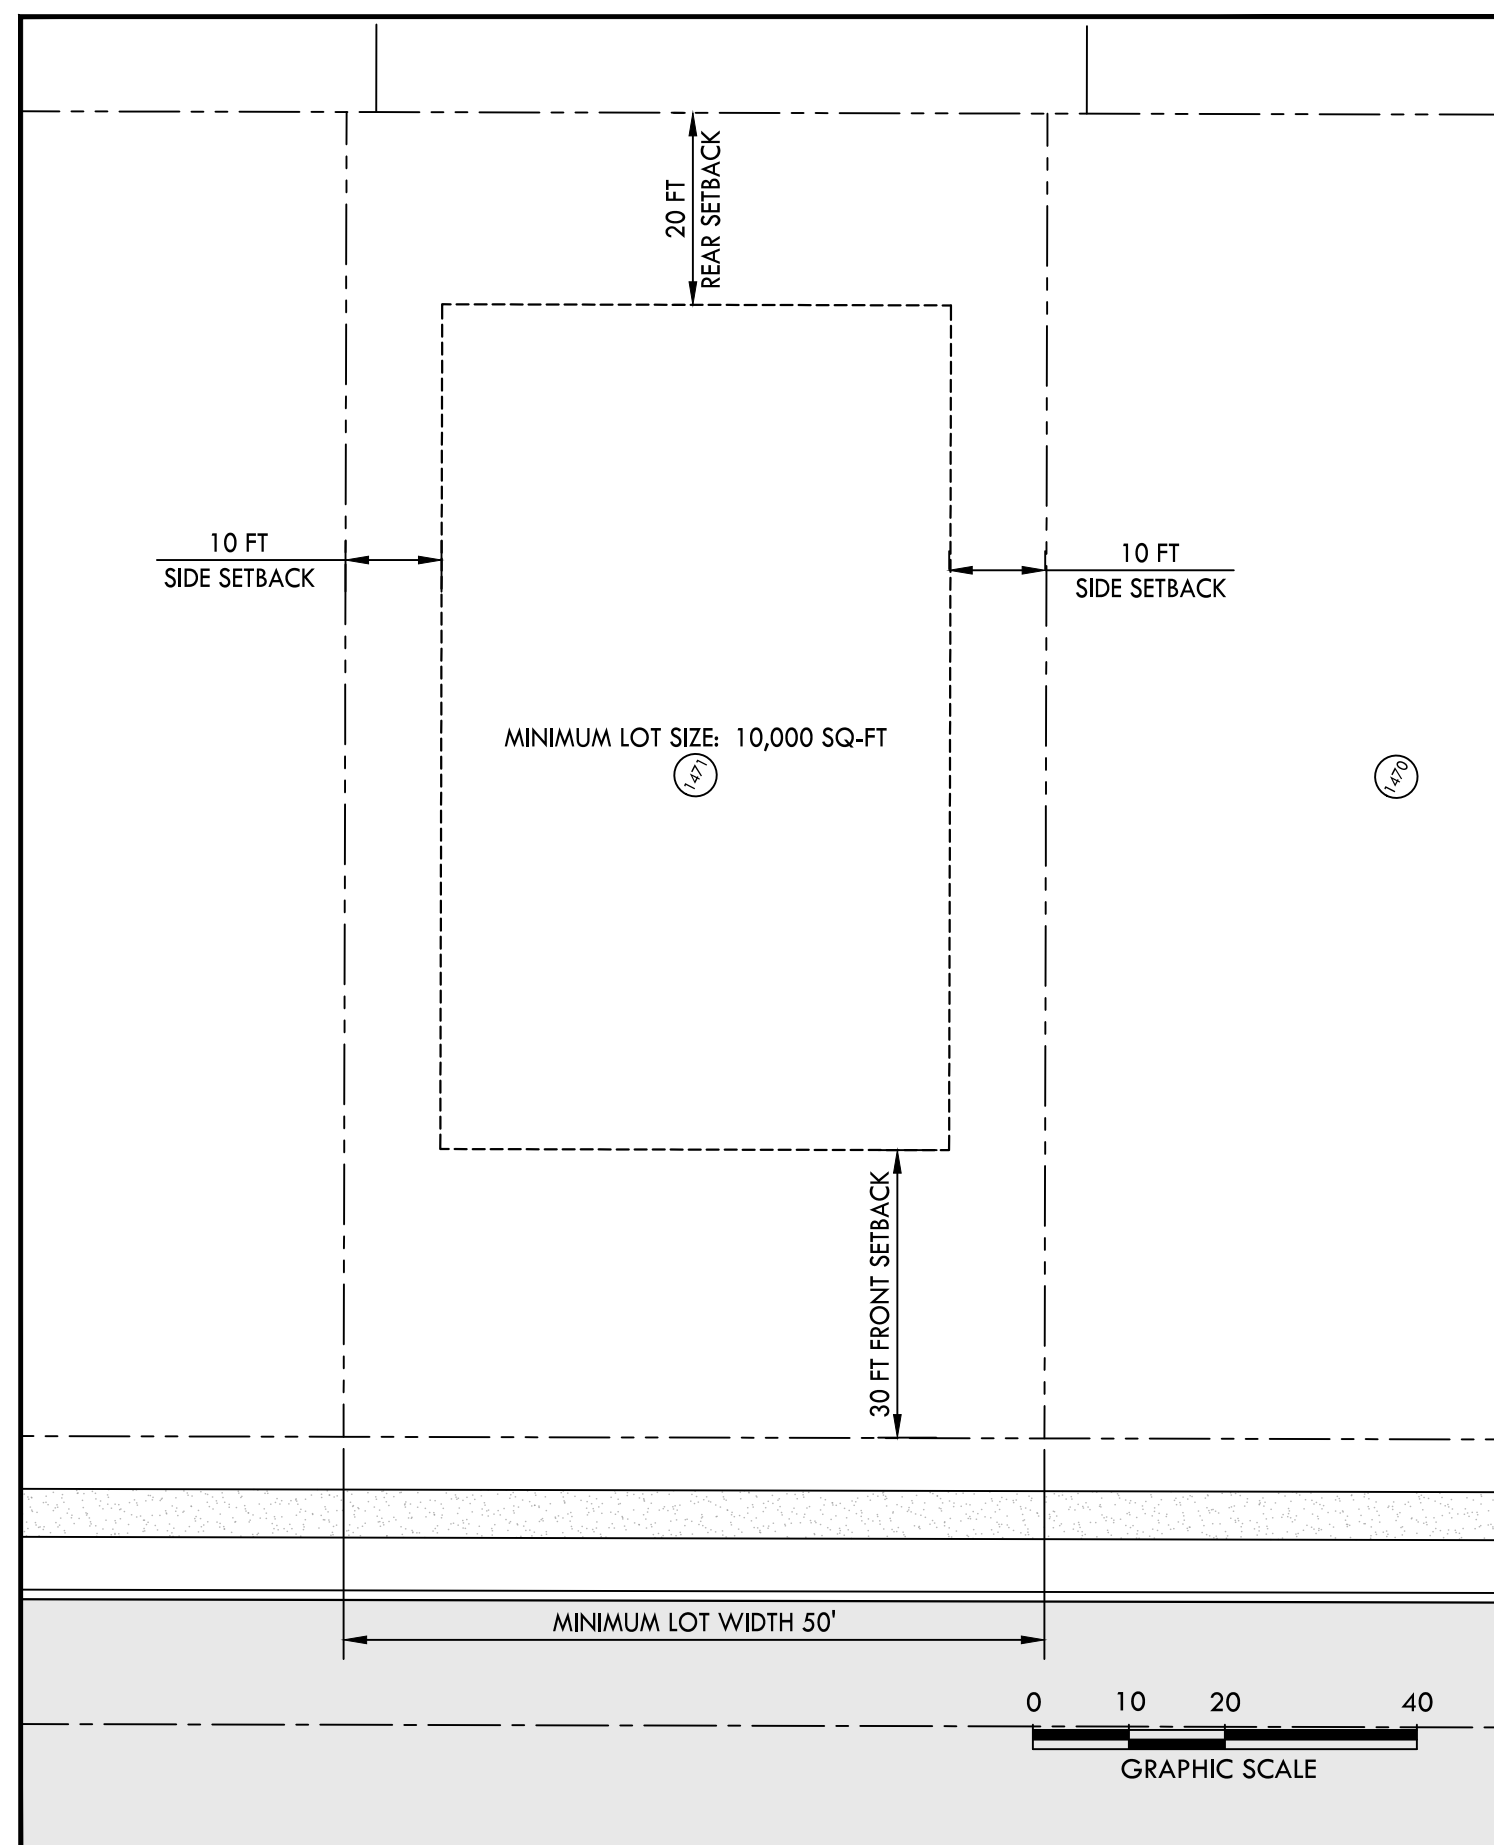 20 FT
REAR SETBACK
10 FT
SIDE SETBACK
10 FT
SIDE SETBACK
MINIMUM LOT SIZE: 10,000 SQ-FT
1471
1470
30 FT FRONT SETBACK
MINIMUM LOT WIDTH 50'
0 10 20 40
GRAPHIC SCALE